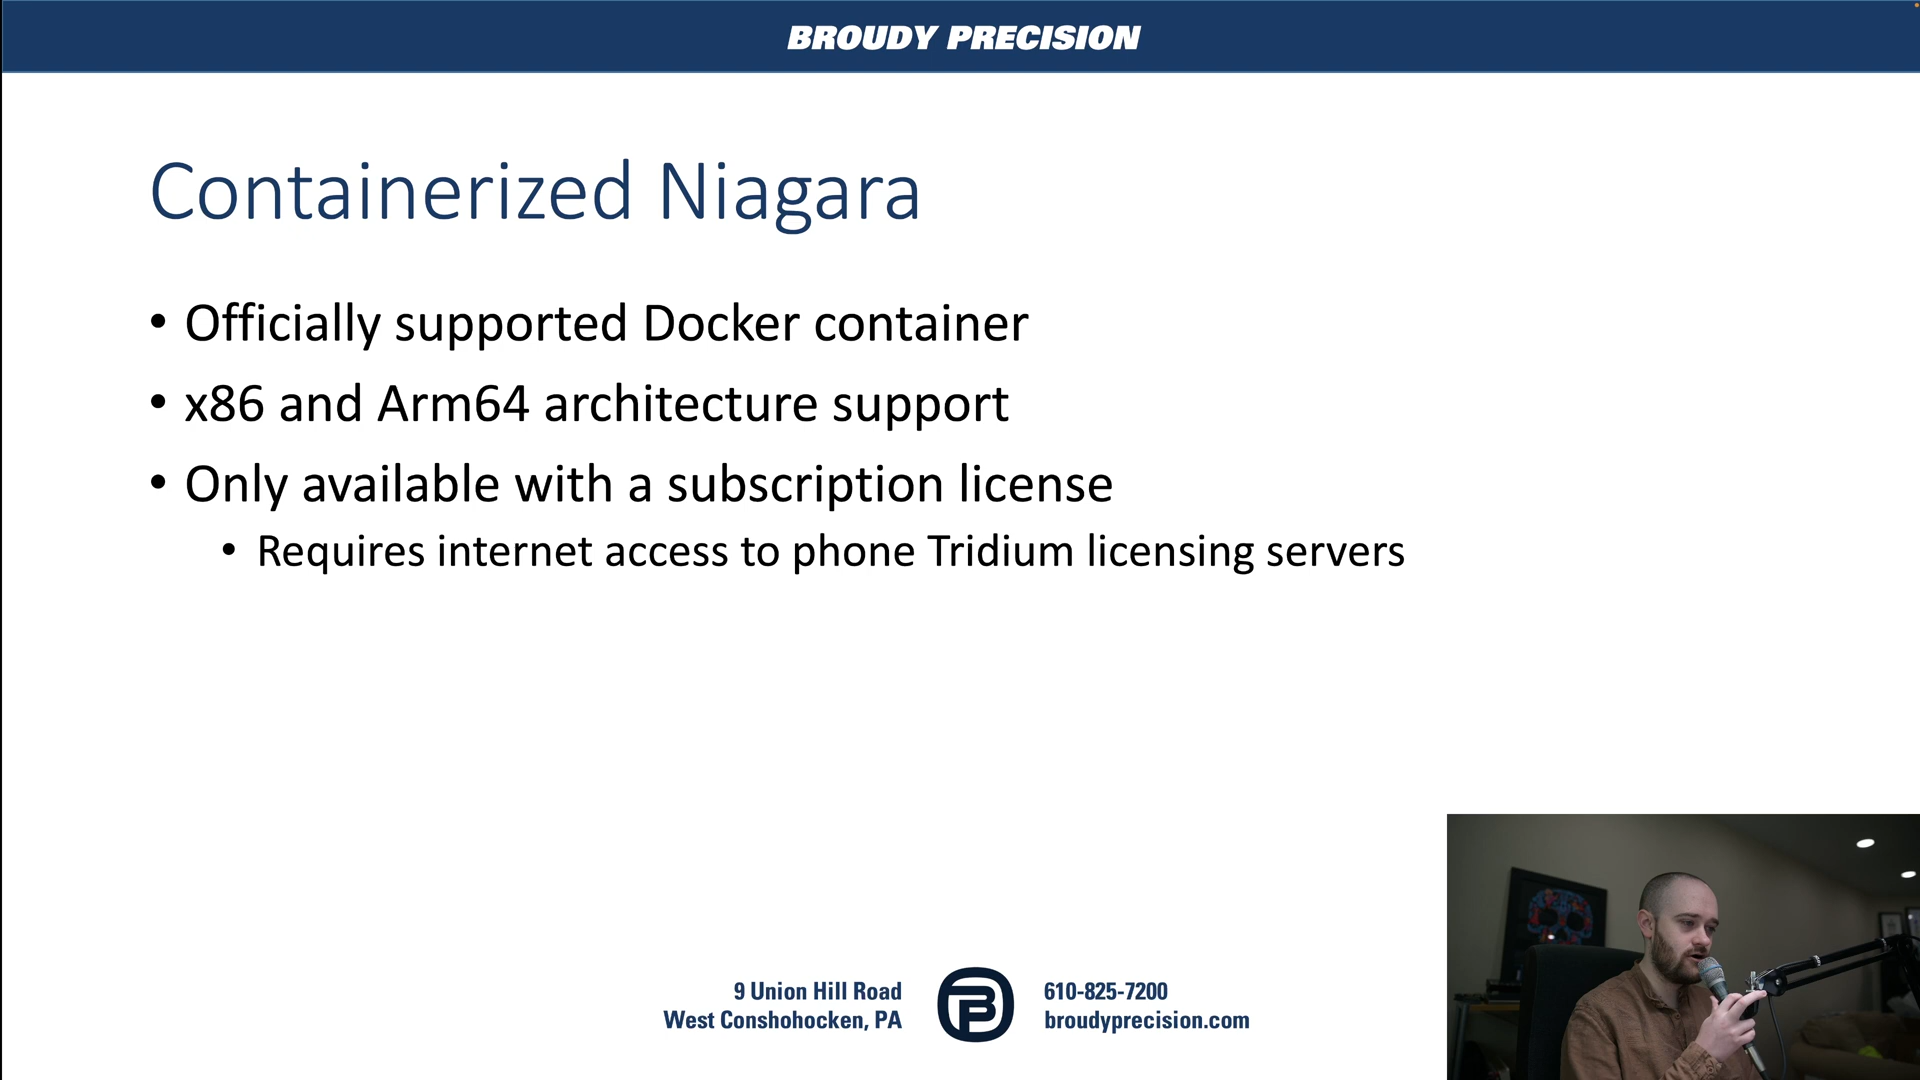 BROUDY PRECISION
Containerized Niagara
• Officially supported Docker container
• x86 and Arm64 architecture support
• Only available with a subscription license
• Requires internet access to phone Tridium licensing servers
9 Union Hill Road
West Conshohocken, PA
610-825-7200
broudyprecision.com